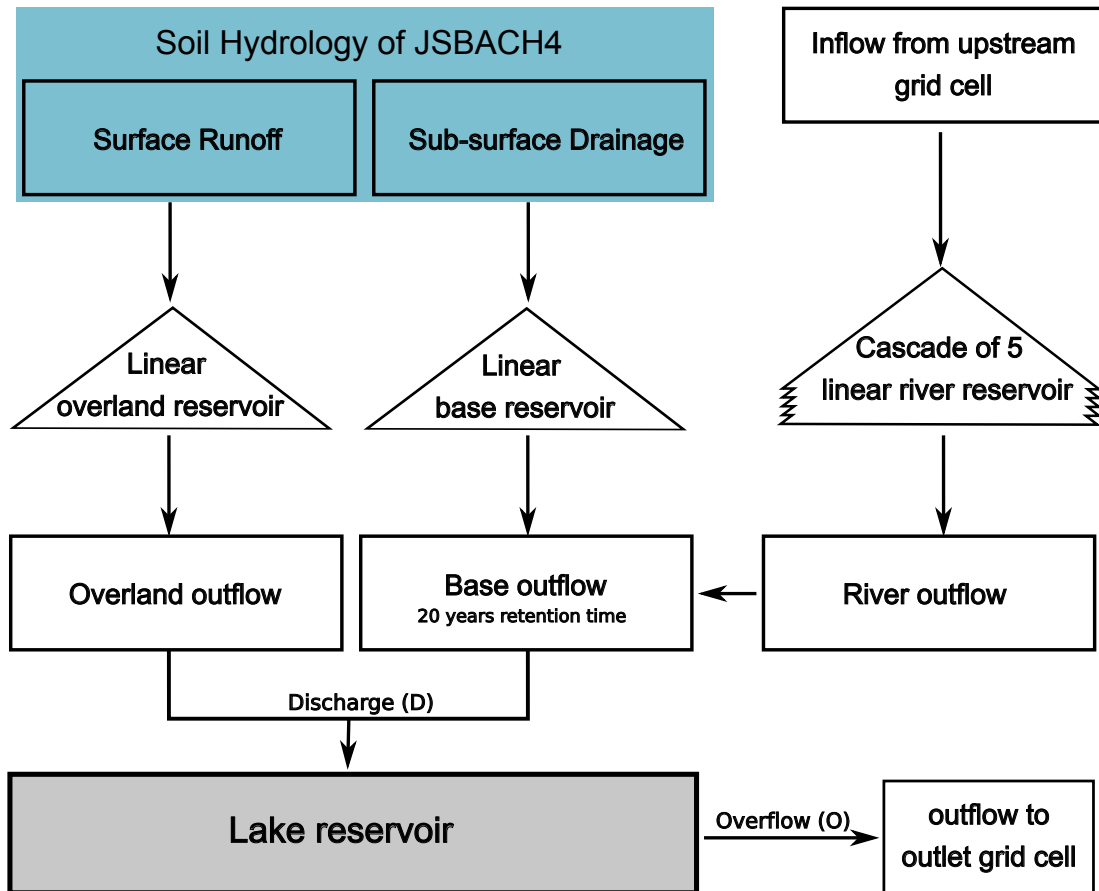 Soil Hydrology of JSBACH4
Surface Runoff
Sub-surface Drainage
Inflow from upstream
grid cell
Linear
overland reservoir
Linear
base reservoir
Cascade of 5
linear river reservoir
Overland outflow
Base outflow
20 years retention time
River outflow
Discharge (D)
Lake reservoir
Overflow (O)
outflow to
outlet grid cell